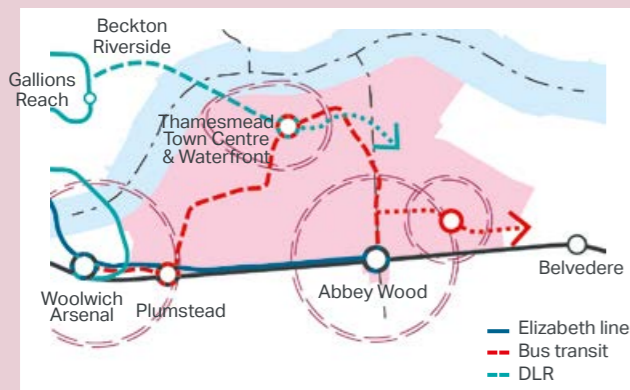 Beckton
Riverside
Gallions
Reach
Thamesmead
Town Centre
& Waterfront
Woolwich
Arsenal
Plumstead
Abbey Wood
Belvedere
Elizabeth line
Bus transit
DLR